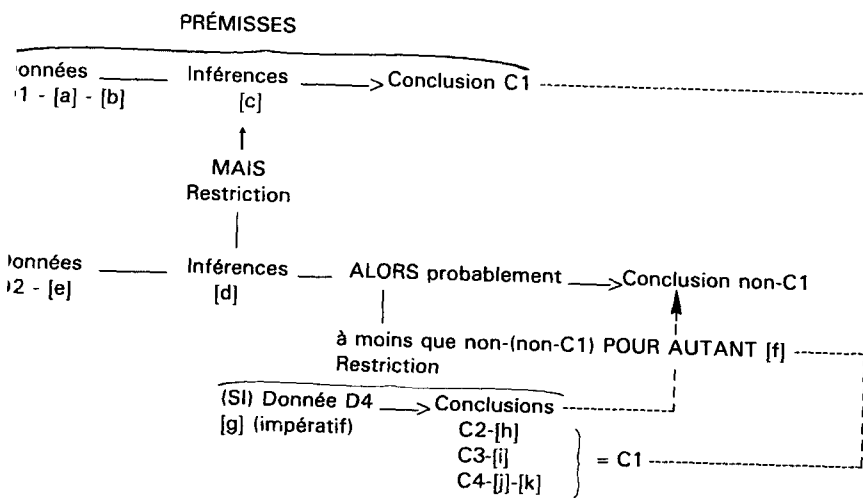 PRÉMISSES
onnées Inférences Conclusion C1
1 - [a] - [b] [c]
MAIS
Restriction
onnées Inférences ALORS probablement Conclusion non-C1
2 - [e] [d]
à moins que non-(non-C1) POUR AUTANT [f]
Restriction
(SI) Donnée D4 Conclusions
[g] (impératif) C2-[h]
C3-[i] = C1
C4-[j]-[k]